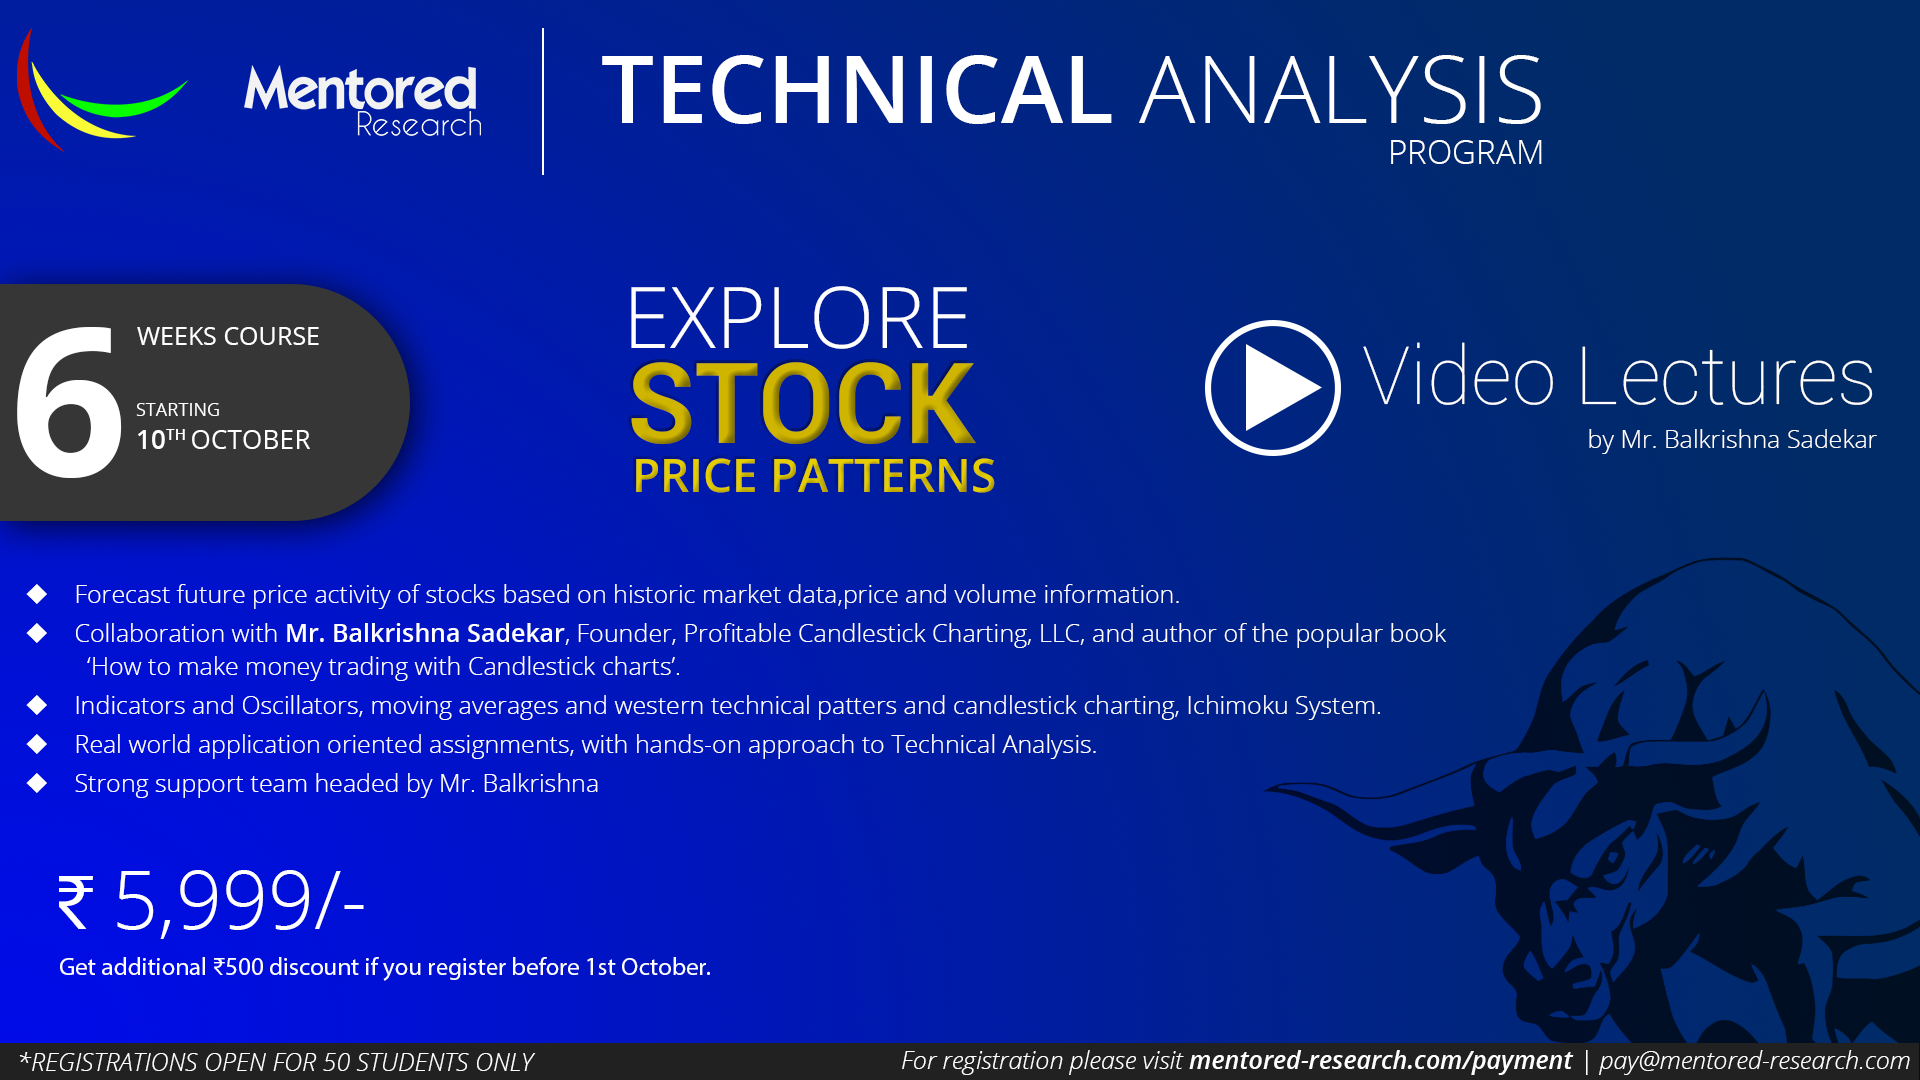 Mentored
Research
TECHNICAL ANALYSIS
PROGRAM
6
WEEKS COURSE
STARTING
10TH OCTOBER
EXPLORE
STOCK
PRICE PATTERNS
Video Lectures
by Mr. Balkrishna Sadekar
◆ Forecast future price activity of stocks based on historic market data,price and volume information.
◆ Collaboration with Mr. Balkrishna Sadekar, Founder, Profitable Candlestick Charting, LLC, and author of the popular book
‘How to make money trading with Candlestick charts’.
◆ Indicators and Oscillators, moving averages and western technical patters and candlestick charting, Ichimoku System.
◆ Real world application oriented assignments, with hands-on approach to Technical Analysis.
◆ Strong support team headed by Mr. Balkrishna
₹ 5,999/-
Get additional ₹500 discount if you register before 1st October.
*REGISTRATIONS OPEN FOR 50 STUDENTS ONLY
For registration please visit mentored-research.com/payment | pay@mentored-research.com